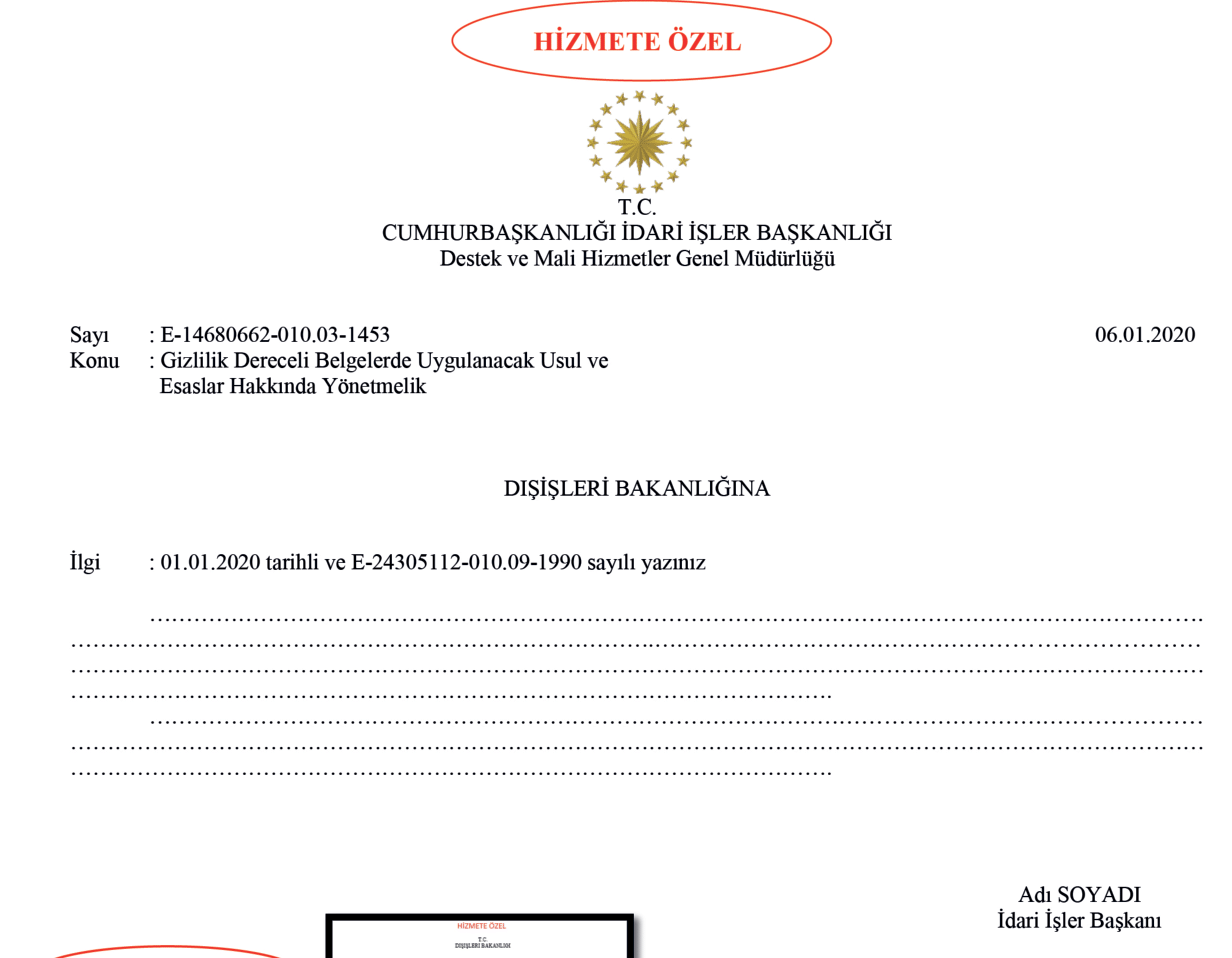 HİZMETE ÖZEL
T.C.
CUMHURBAŞKANLIĞI İDARİ İŞLER BAŞKANLIĞI
Destek ve Mali Hizmetler Genel Müdürlüğü
Sayı : E-14680662-010.03-1453 06.01.2020
Konu : Gizlilik Dereceli Belgelerde Uygulanacak Usul ve
Esaslar Hakkında Yönetmelik
DIŞİŞLERİ BAKANLIĞINA
İlgi : 01.01.2020 tarihli ve E-24305112-010.09-1990 sayılı yazınız
Adı SOYADI
İdari İşler Başkanı
HİZMETE ÖZEL
T.C.
DIŞİŞLERİ BAKANLIĞI